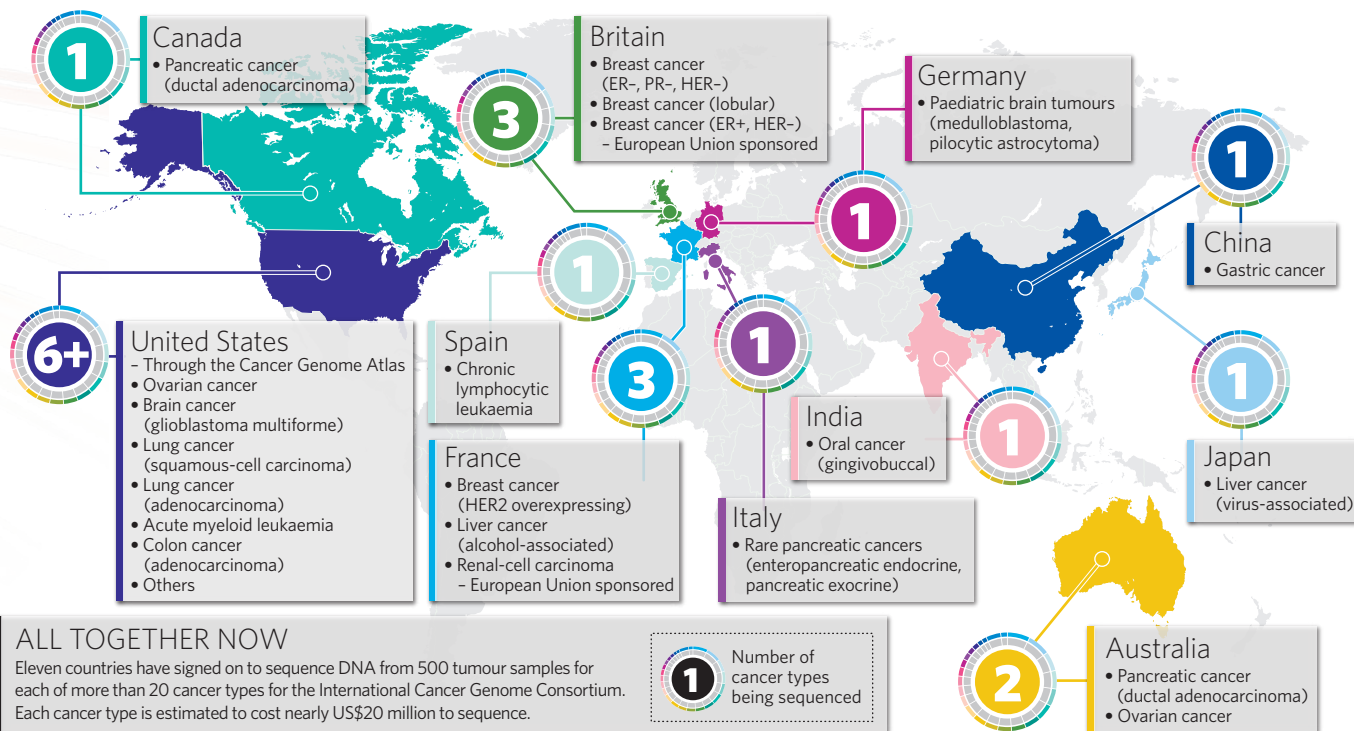 1
Canada
• Pancreatic cancer
(ductal adenocarcinoma)
3
Britain
• Breast cancer
(ER–, PR–, HER–)
• Breast cancer (lobular)
• Breast cancer (ER+, HER–)
– European Union sponsored
1
Germany
• Paediatric brain tumours
(medulloblastoma,
pilocytic astrocytoma)
1
China
• Gastric cancer
6+
United States
– Through the Cancer Genome Atlas
• Ovarian cancer
• Brain cancer
(glioblastoma multiforme)
• Lung cancer
(squamous-cell carcinoma)
• Lung cancer
(adenocarcinoma)
• Acute myeloid leukaemia
• Colon cancer
(adenocarcinoma)
• Others
1
Spain
• Chronic
lymphocytic
leukaemia
3
France
• Breast cancer
(HER2 overexpressing)
• Liver cancer
(alcohol-associated)
• Renal-cell carcinoma
– European Union sponsored
1
Italy
• Rare pancreatic cancers
(enteropancreatic endocrine,
pancreatic exocrine)
1
India
• Oral cancer
(gingivobuccal)
1
Japan
• Liver cancer
(virus-associated)
2
Australia
• Pancreatic cancer
(ductal adenocarcinoma)
• Ovarian cancer
ALL TOGETHER NOW
Eleven countries have signed on to sequence DNA from 500 tumour samples for
each of more than 20 cancer types for the International Cancer Genome Consortium.
Each cancer type is estimated to cost nearly US$20 million to sequence.
1
Number of
cancer types
being sequenced